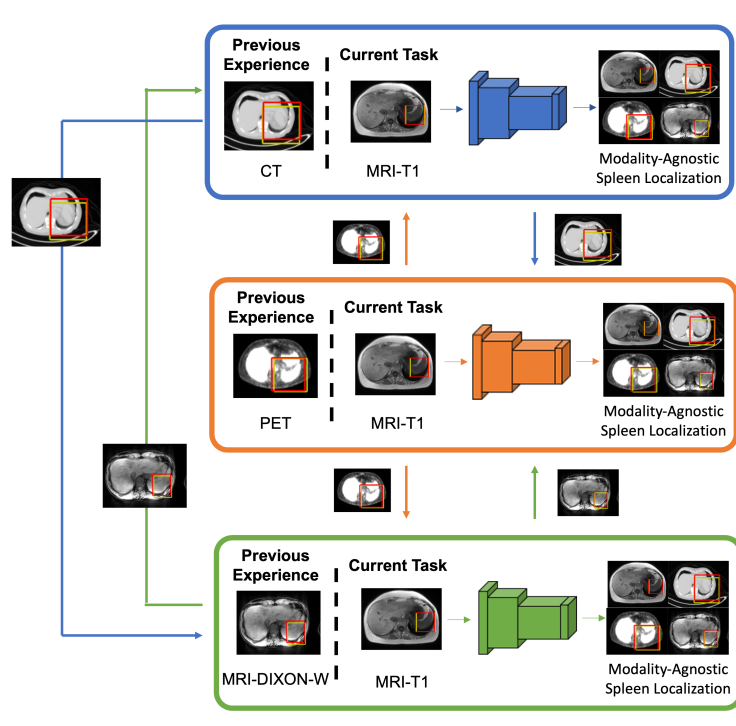 Previous
Experience
Current Task
CT
MRI-T1
Modality-Agnostic
Spleen Localization
Previous
Experience
Current Task
PET
MRI-T1
Modality-Agnostic
Spleen Localization
Previous
Experience
Current Task
MRI-DIXON-W
MRI-T1
Modality-Agnostic
Spleen Localization